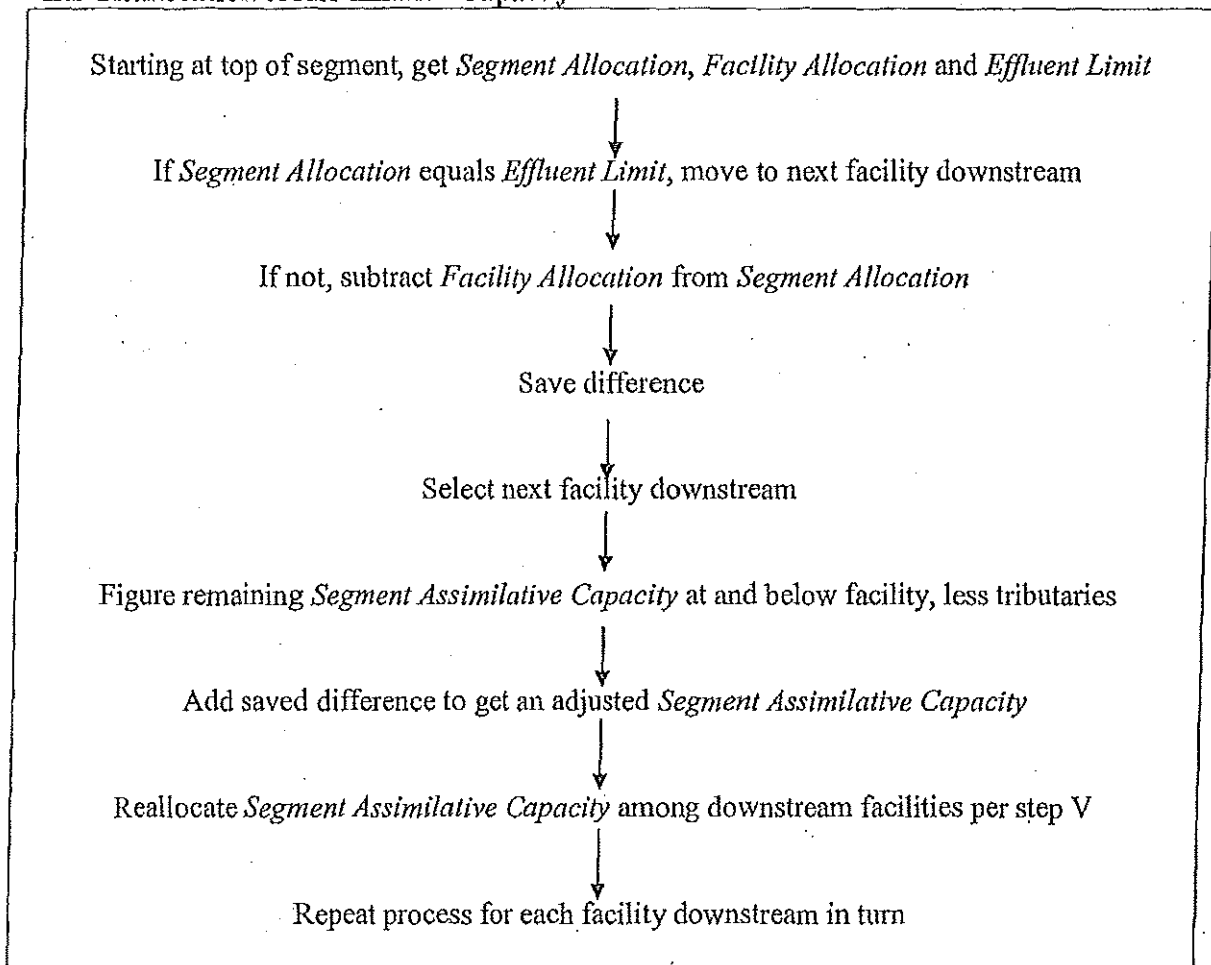 Starting at top of segment, get Segment Allocation, Facility Allocation and Effluent Limit
If Segment Allocation equals Effluent Limit, move to next facility downstream
If not, subtract Facility Allocation from Segment Allocation
Save difference
Select next facility downstream
Figure remaining Segment Assimilative Capacity at and below facility, less tributaries
Add saved difference to get an adjusted Segment Assimilative Capacity
Reallocate Segment Assimilative Capacity among downstream facilities per step V
Repeat process for each facility downstream in turn